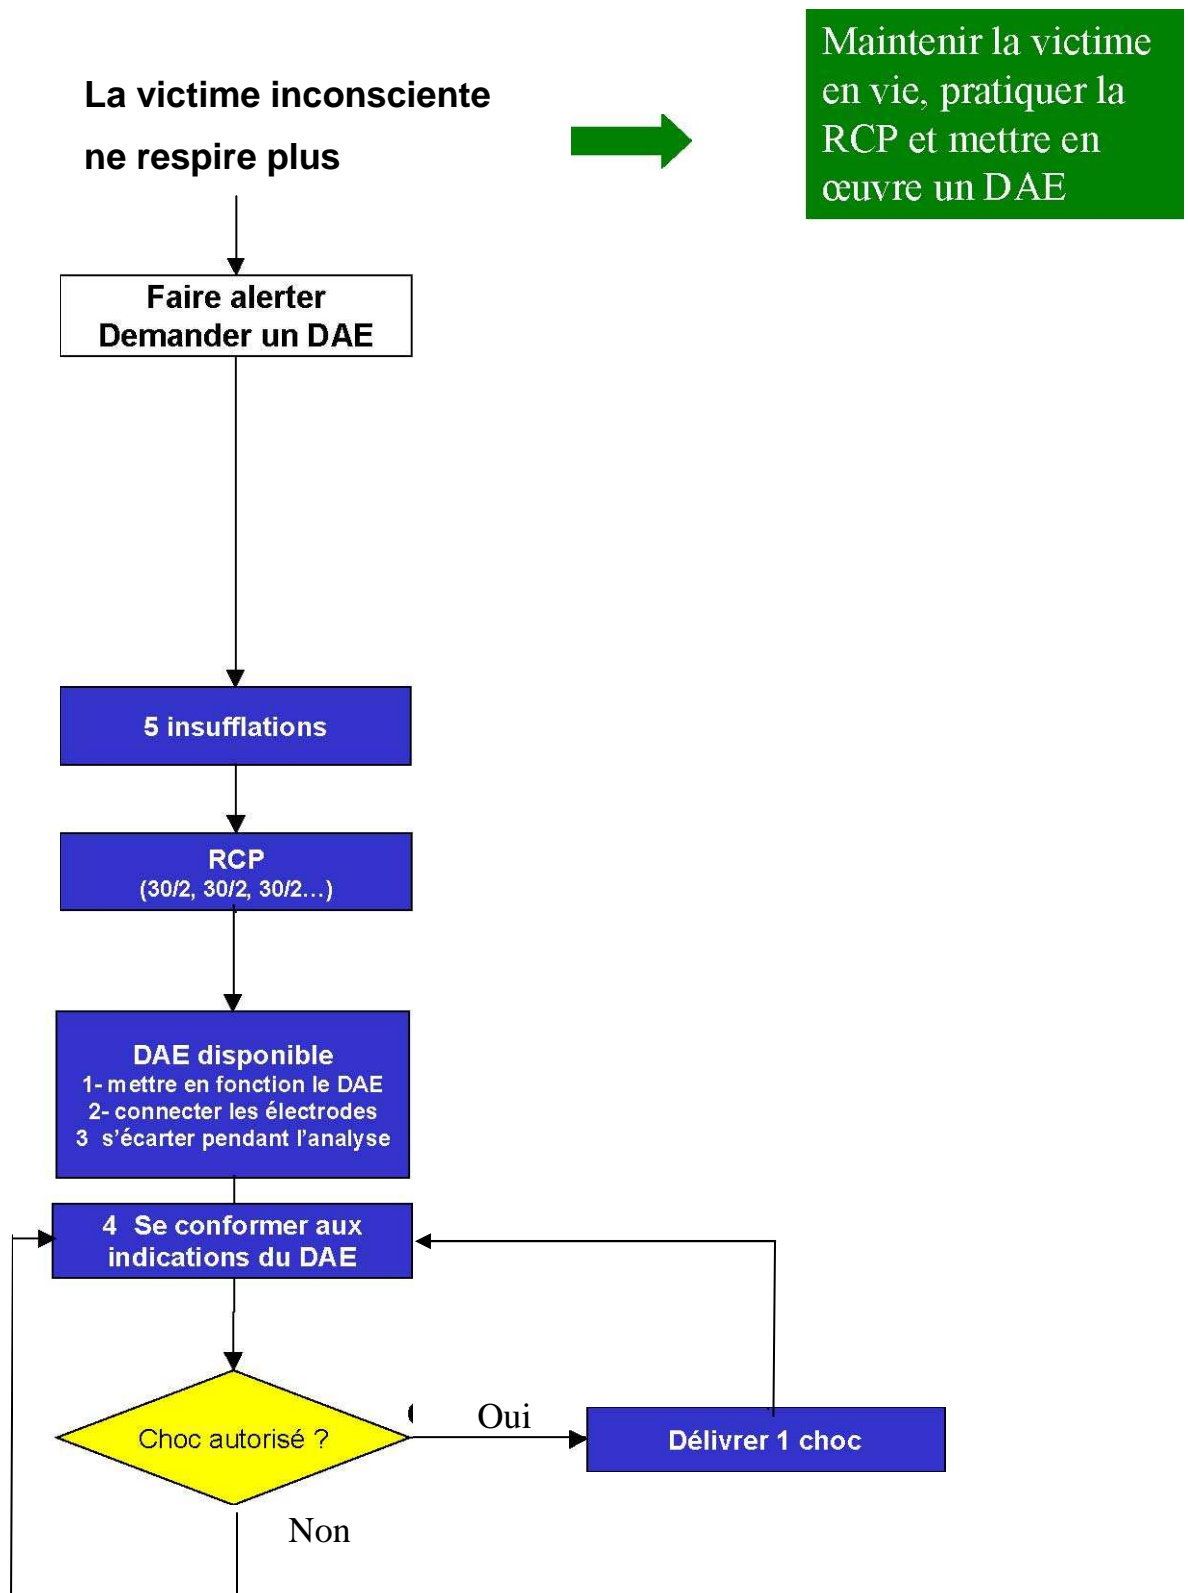 La victime inconsciente
ne respire plus
Maintenir la victime
en vie, pratiquer la
RCP et mettre en
œuvre un DAE
Faire alerter
Demander un DAE
5 insufflations
RCP
(30/2, 30/2, 30/2…)
DAE disponible
1- mettre en fonction le DAE
2- connecter les électrodes
3 s’écarter pendant l’analyse
4 Se conformer aux
indications du DAE
Choc autorisé ?
Oui
Délivrer 1 choc
Non